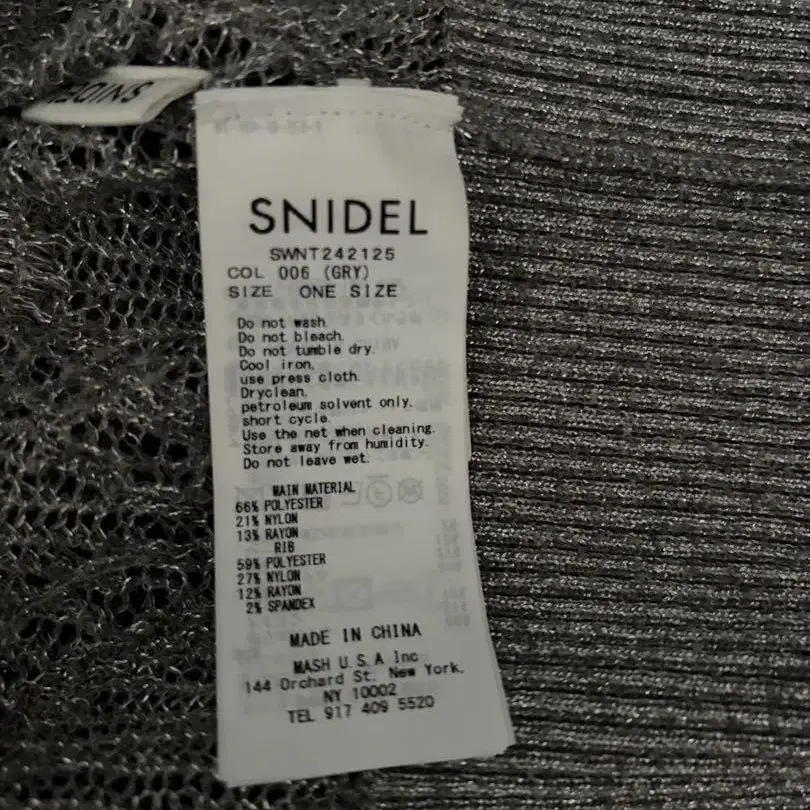 SNIDEL
SWNT242125
COL 006 (GRY)
SIZE ONE SIZE
Do not wash.
Do not bleach.
Do not tumble dry.
Cool iron,
use press cloth.
Dryclean,
petroleum solvent only,
short cycle.
Use the net when cleaning.
Store away from humidity.
Do not leave wet.
MAIN MATERIAL
66% POLYESTER
21% NYLON
13% RAYON
RIB
59% POLYESTER
27% NYLON
12% RAYON
2% SPANDEX
MADE IN CHINA
MASH U.S.A Inc
144 Orchard St. New York,
NY 10002
TEL 917 409 5520